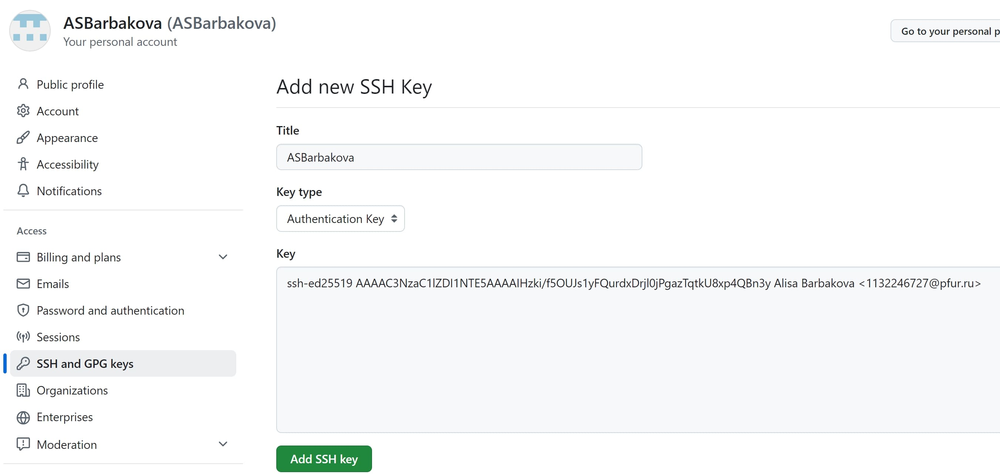 ASBarbakova (ASBarbakova)
Your personal account
Go to your personal p
Public profile
Account
Appearance
Accessibility
Notifications
Access
Billing and plans
Emails
Password and authentication
Sessions
SSH and GPG keys
Organizations
Enterprises
Moderation
Add new SSH Key
Title
ASBarbakova
Key type
Authentication Key
Key
ssh-ed25519 AAAAC3NzaC1lZDI1NTE5AAAAIHzki/f5OUJs1yFQurdxDrjl0jPgazTqtkU8xp4QBn3y Alisa Barbakova <1132246727@pfur.ru>
Add SSH key